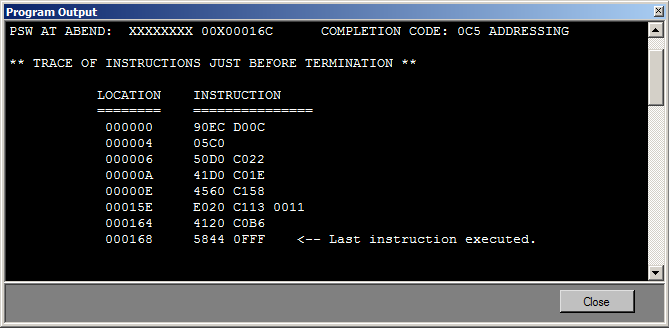 Program Output
PSW AT ABEND:  XXXXXXXX 00X00016C      COMPLETION CODE: 0C5 ADDRESSING
** TRACE OF INSTRUCTIONS JUST BEFORE TERMINATION **
LOCATION    INSTRUCTION
========    ===============
000000     90EC D00C
000004     05C0
000006     50D0 C022
00000A     41D0 C01E
00000E     4560 C158
00015E     E020 C113 0011
000164     4120 C0B6
000168     5844 0FFF    <-- Last instruction executed.
Close